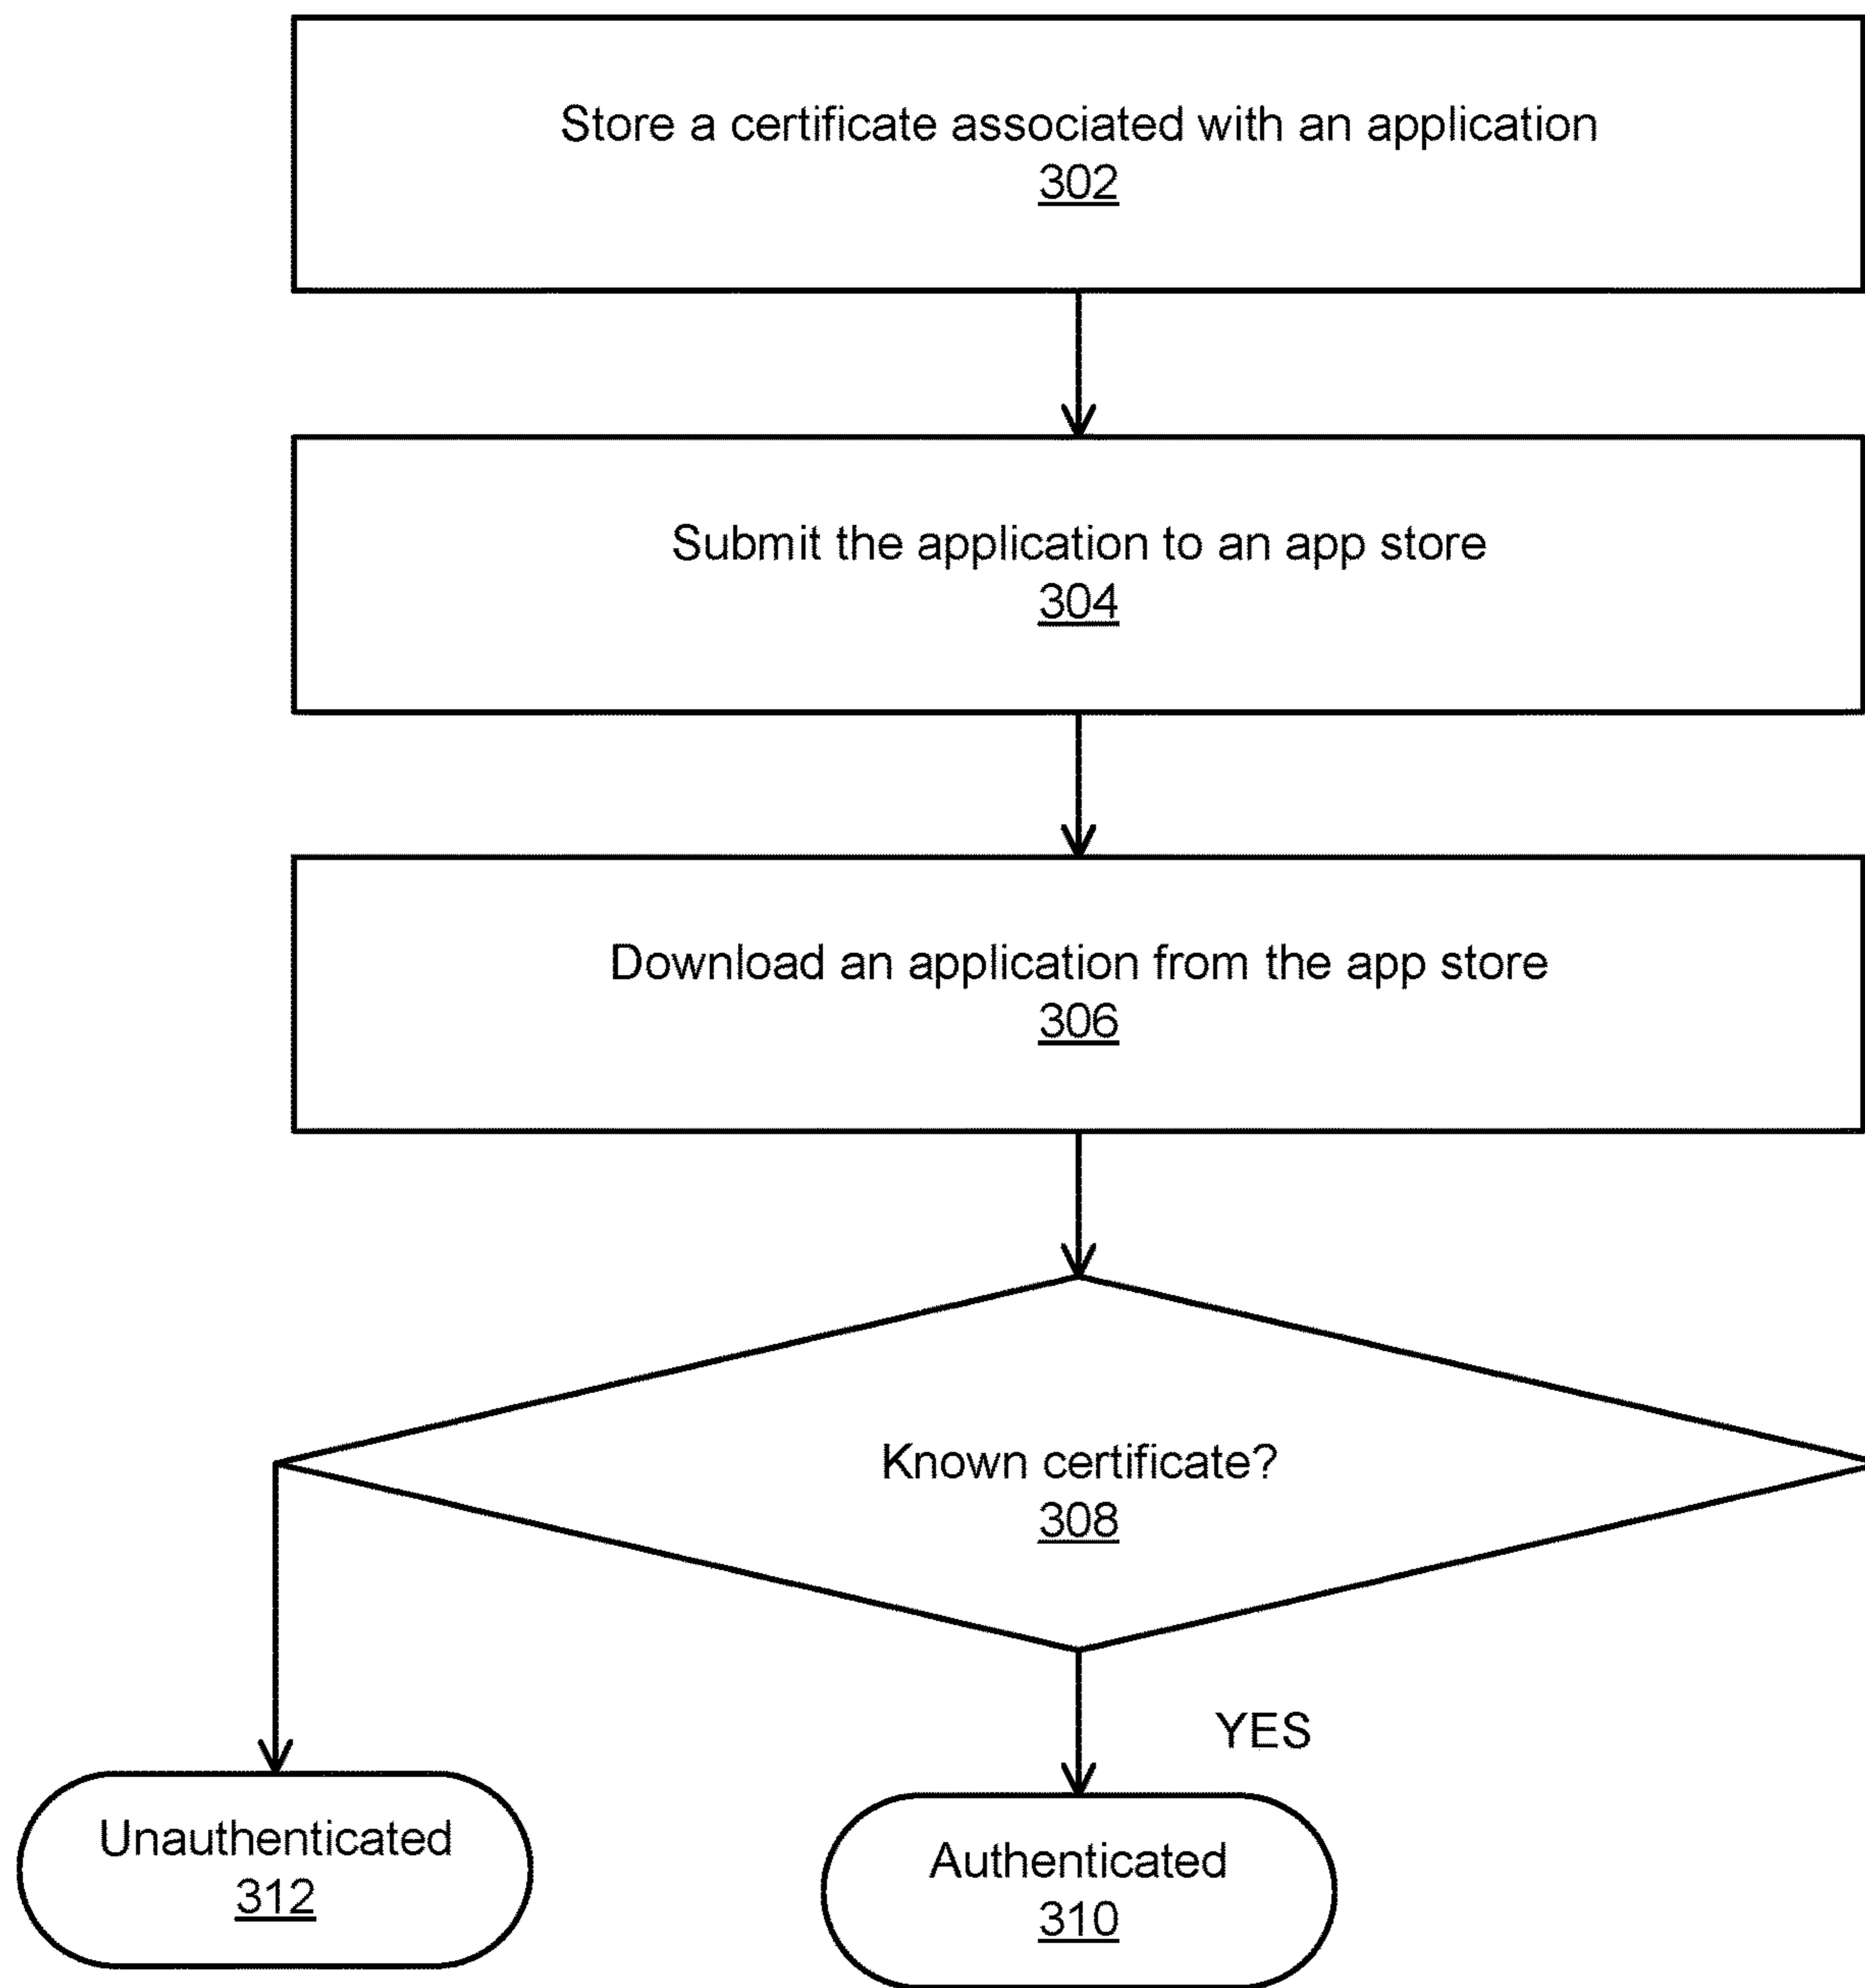 Store a certificate associated with an application
302
Submit the application to an app store
304
Download an application from the app store
306
Known certificate?
308
YES
Unauthenticated
312
Authenticated
310